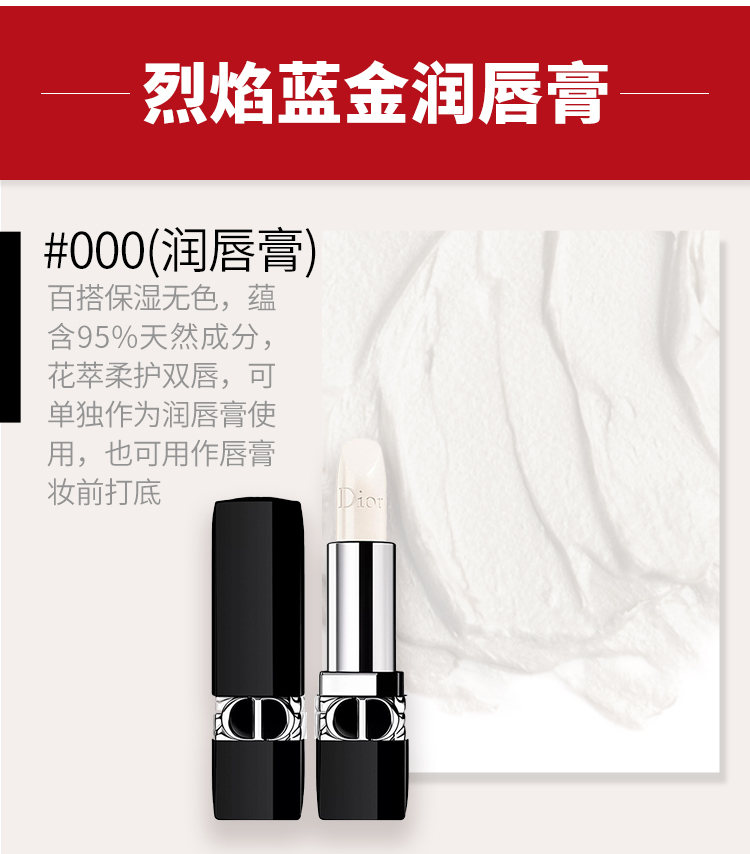 烈焰蓝金润唇膏
#000(润唇膏)
百搭保湿无色，蕴
含95%天然成分，
花萃柔护双唇，可
单独作为润唇膏使
用，也可用作唇膏
妆前打底
Dior